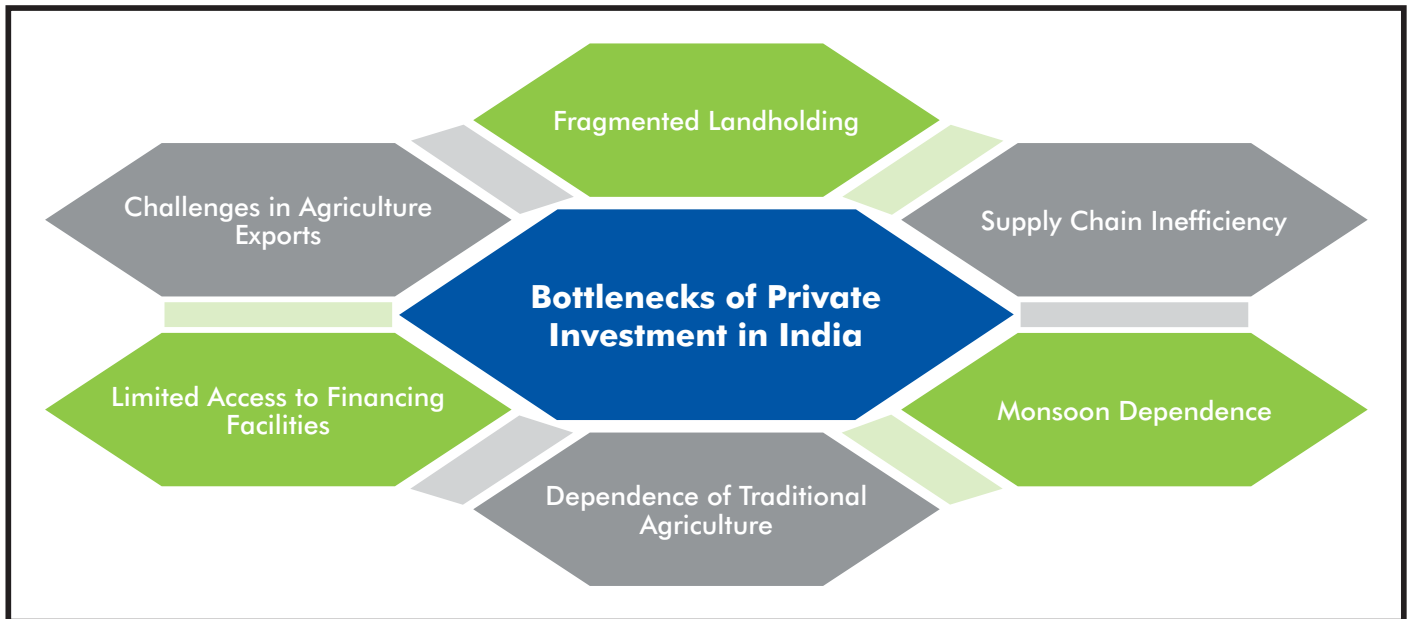 Fragmented Landholding
Challenges in Agriculture
Exports
Supply Chain Inefficiency
Bottlenecks of Private
Investment in India
Limited Access to Financing
Facilities
Monsoon Dependence
Dependence of Traditional
Agriculture